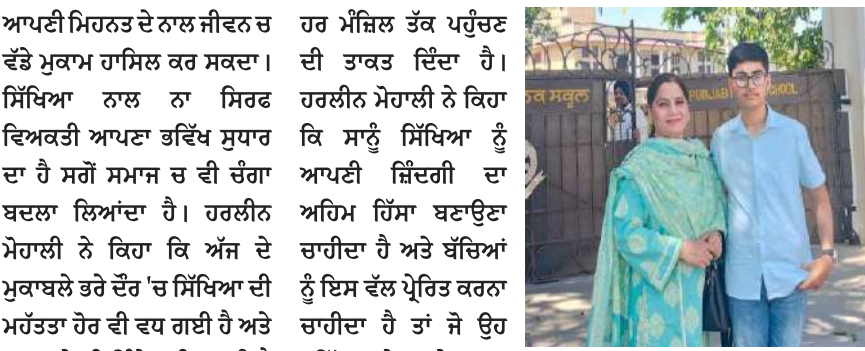 ਆਪਣੀ ਮਿਹਨਤ ਦੇ ਨਾਲ ਜੀਵਨ ਚ
ਵੱਡੇ ਮੁਕਾਮ ਹਾਸਿਲ ਕਰ ਸਕਦਾ।
ਸਿੱਖਿਆ ਨਾਲ ਨਾ ਸਿਰਫ
ਵਿਅਕਤੀ ਆਪਣਾ ਭਵਿੱਖ ਸੁਧਾਰ
ਦਾ ਹੈ ਸਗੋਂ ਸਮਾਜ ਚ ਵੀ ਚੰਗਾ
ਬਦਲਾ ਲਿਆਂਦਾ ਹੈ। ਹਰਲੀਨ
ਮੋਹਾਲੀ ਨੇ ਕਿਹਾ ਕਿ ਅੱਜ ਦੇ
ਮੁਕਾਬਲੇ ਭਰੇ ਦੌਰ 'ਚ ਸਿੱਖਿਆ ਦੀ
ਮਹੱਤਤਾ ਹੋਰ ਵੀ ਵਧ ਗਈ ਹੈ ਅਤੇ
ਹਰ ਮੰਜ਼ਿਲ ਤੱਕ ਪਹੁੰਚਣ
ਦੀ ਤਾਕਤ ਦਿੰਦਾ ਹੈ।
ਹਰਲੀਨ ਮੋਹਾਲੀ ਨੇ ਕਿਹਾ
ਕਿ ਸਾਨੂੰ ਸਿੱਖਿਆ ਨੂੰ
ਆਪਣੀ ਜ਼ਿੰਦਗੀ ਦਾ
ਅਹਿਮ ਹਿੱਸਾ ਬਣਾਉਣਾ
ਚਾਹੀਦਾ ਹੈ ਅਤੇ ਬੱਚਿਆਂ
ਨੂੰ ਇਸ ਵੱਲ ਪ੍ਰੇਰਿਤ ਕਰਨਾ
ਚਾਹੀਦਾ ਹੈ ਤਾਂ ਜੋ ਉਹ
ਸਕੂਲ
PUNJAB SCHOOL